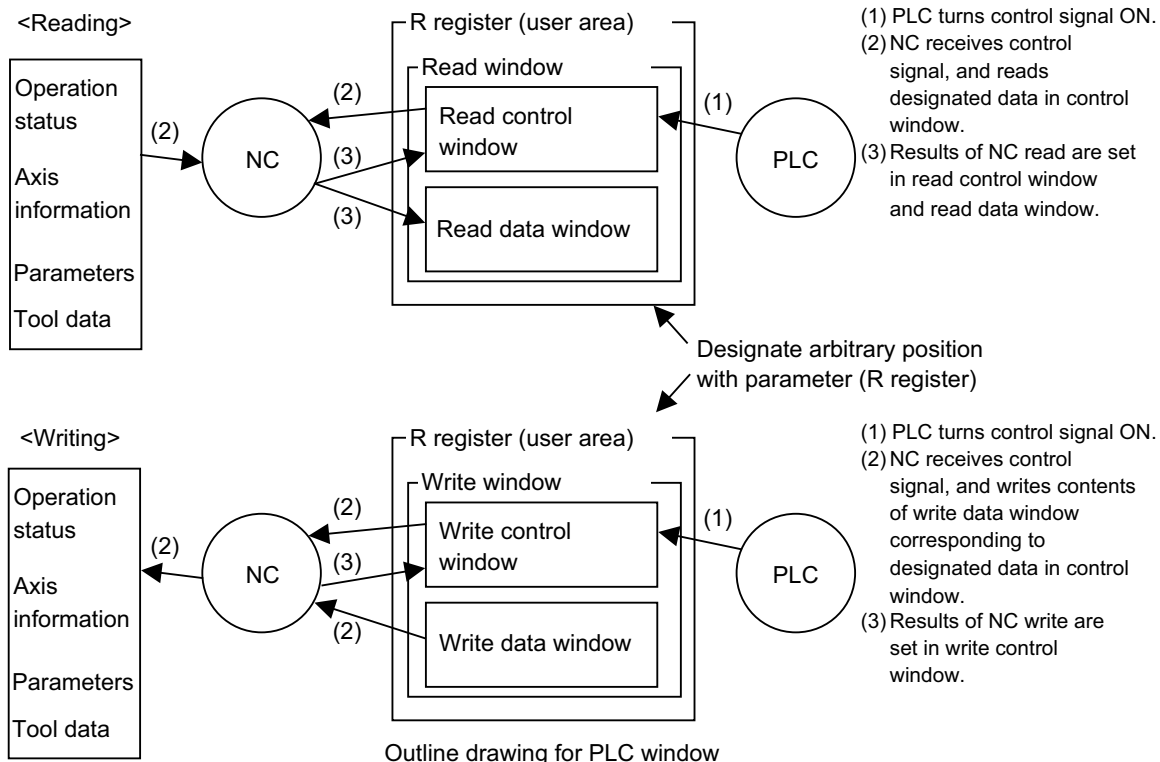 <Reading>
Operation
status
Axis
information
Parameters
Tool data
(2)
NC
(2)
(3)
(3)
R register (user area)
Read window
Read control
window
Read data window
(1)
PLC
(1) PLC turns control signal ON.
(2) NC receives control
signal, and reads
designated data in control
window.
(3) Results of NC read are set
in read control window
and read data window.
Designate arbitrary position
with parameter (R register)
<Writing>
Operation
status
Axis
information
Parameters
Tool data
(2)
NC
(2)
(3)
(2)
R register (user area)
Write window
Write control
window
Write data window
(1)
PLC
(1) PLC turns control signal ON.
(2) NC receives control
signal, and writes contents
of write data window
corresponding to
designated data in control
window.
(3) Results of NC write are
set in write control
window.
Outline drawing for PLC window